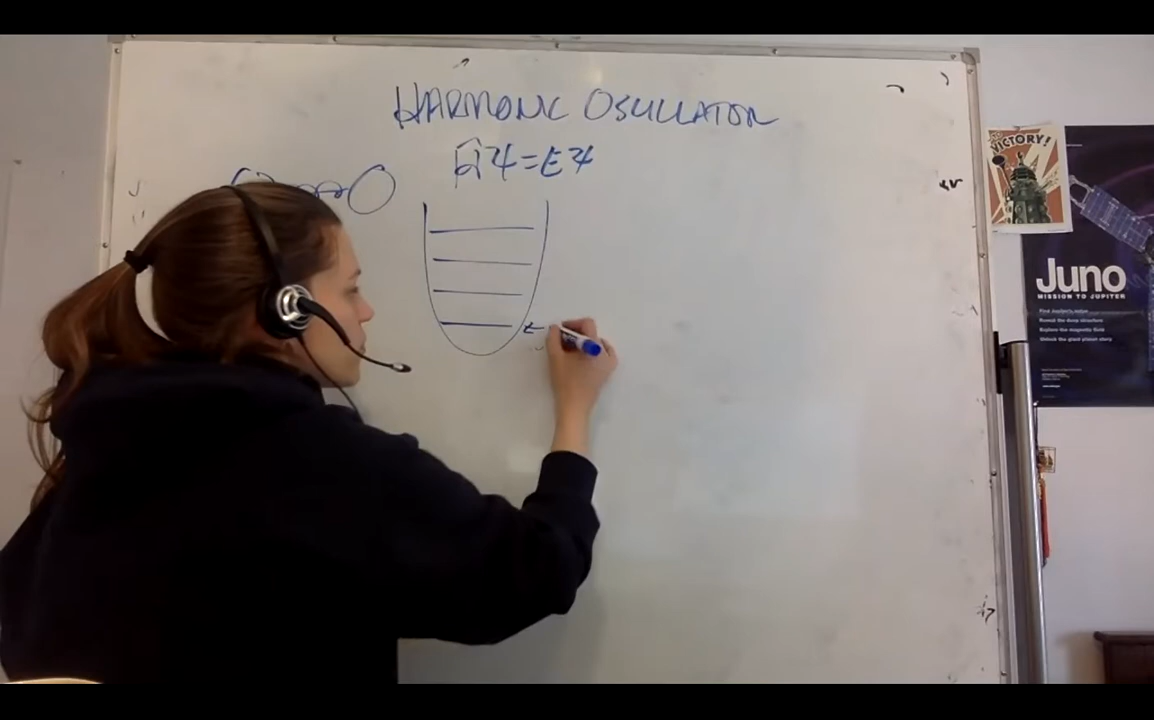 HARMONIC OSCILLATOR
Ĥψ=Eψ
VICTORY!
Juno
MISSION TO JUPITER